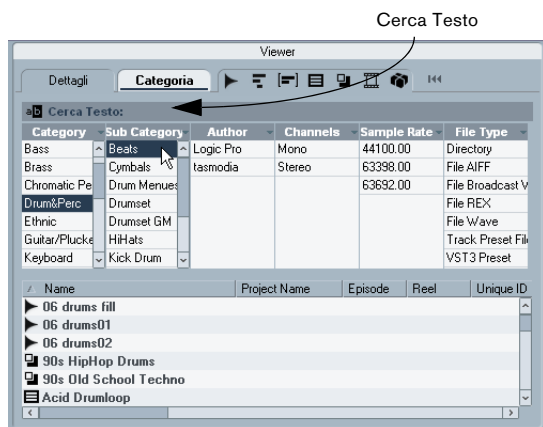 Cerca Testo
Viewer
Dettagli Categoria
ab Cerca Testo:
Category Sub Category Author Channels Sample Rate File Type
Bass Beats Logic Pro Mono 44100.00 Directory
Brass Cymbals tasmodia Stereo 63398.00 File AIFF
Chromatic Pe Drum Menues 63692.00 File Broadcast V
Drum&Perc Drumset File REX
Ethnic Drumset GM File Wave
Guitar/Plucke HiHats Track Preset File
Keyboard Kick Drum VST3 Preset
Name Project Name Episode Reel Unique ID
06 drums fill
06 drums01
06 drums02
90s HipHop Drums
90s Old School Techno
Acid Drumloop